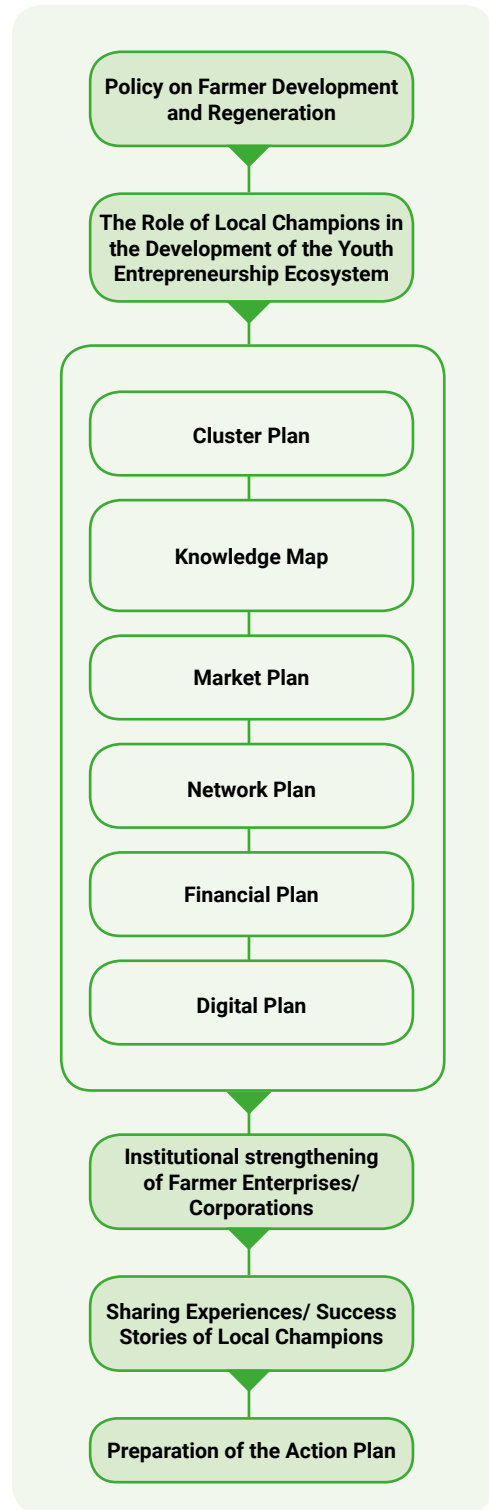 Policy on Farmer Development
and Regeneration
The Role of Local Champions in
the Development of the Youth
Entrepreneurship Ecosystem
Cluster Plan
Knowledge Map
Market Plan
Network Plan
Financial Plan
Digital Plan
Institutional strengthening
of Farmer Enterprises/
Corporations
Sharing Experiences/ Success
Stories of Local Champions
Preparation of the Action Plan